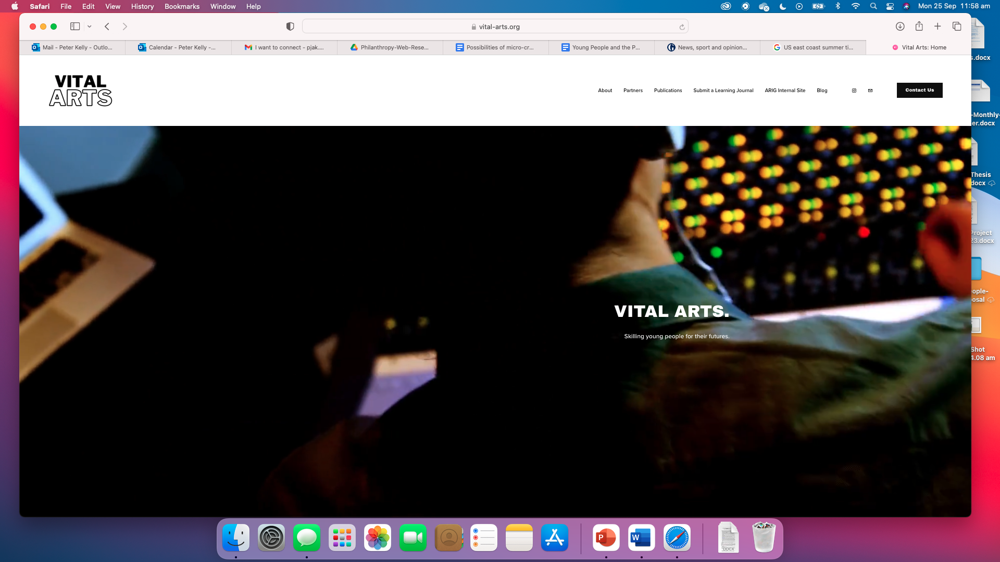 Safari File Edit View History Bookmarks Window Help Mon 25 Sep 11:58 am
vital-arts.org
Mail - Peter Kelly - Outlo... Calendar - Peter Kelly -... I want to connect - pjak.... Philanthropy-Web-Rese... Possibilities of micro-cr... Young People and the P... News, sport and opinion... US east coast summer ti... Vital Arts: Home
s.docx
VITAL
ARTS
About Partners Publications Submit a Learning Journal ARIG Internal Site Blog Contact Us
-Monthly-
er.docx
Thesis
docx
Project
23.docx
VITAL ARTS.
Skilling young people for their futures.
eople-
osal
Shot
4.08 am
P
W
DOCX